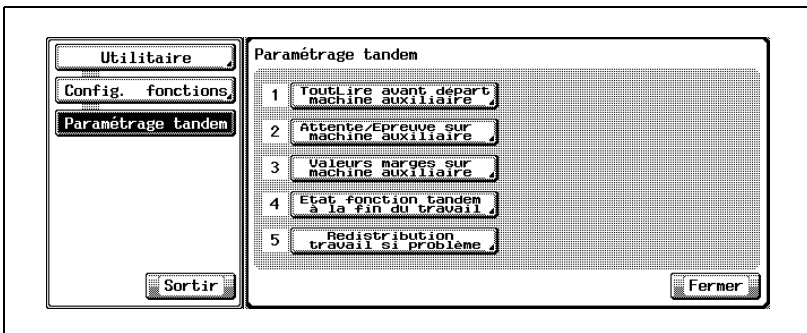 Utilitaire
Config. fonctions
Paramétrage tandem
Sortir
Paramétrage tandem
1 ToutLire avant départ
machine auxiliaire
2 Attente/Epreuve sur
machine auxiliaire
3 Valeurs marges sur
machine auxiliaire
4 Etat fonction tandem
à la fin du travail
5 Redistribution
travail si problème
Fermer